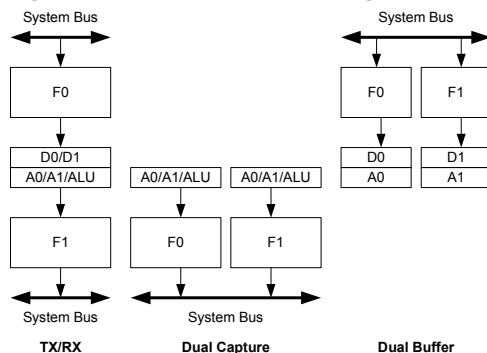 System Bus
System Bus
F0
F0
F1
D0/D1
A0/A1/ALU
A0/A1/ALU
A0/A1/ALU
D0
D1
A0
A1
F1
F0
F1
System Bus
System Bus
TX/RX
Dual Capture
Dual Buffer